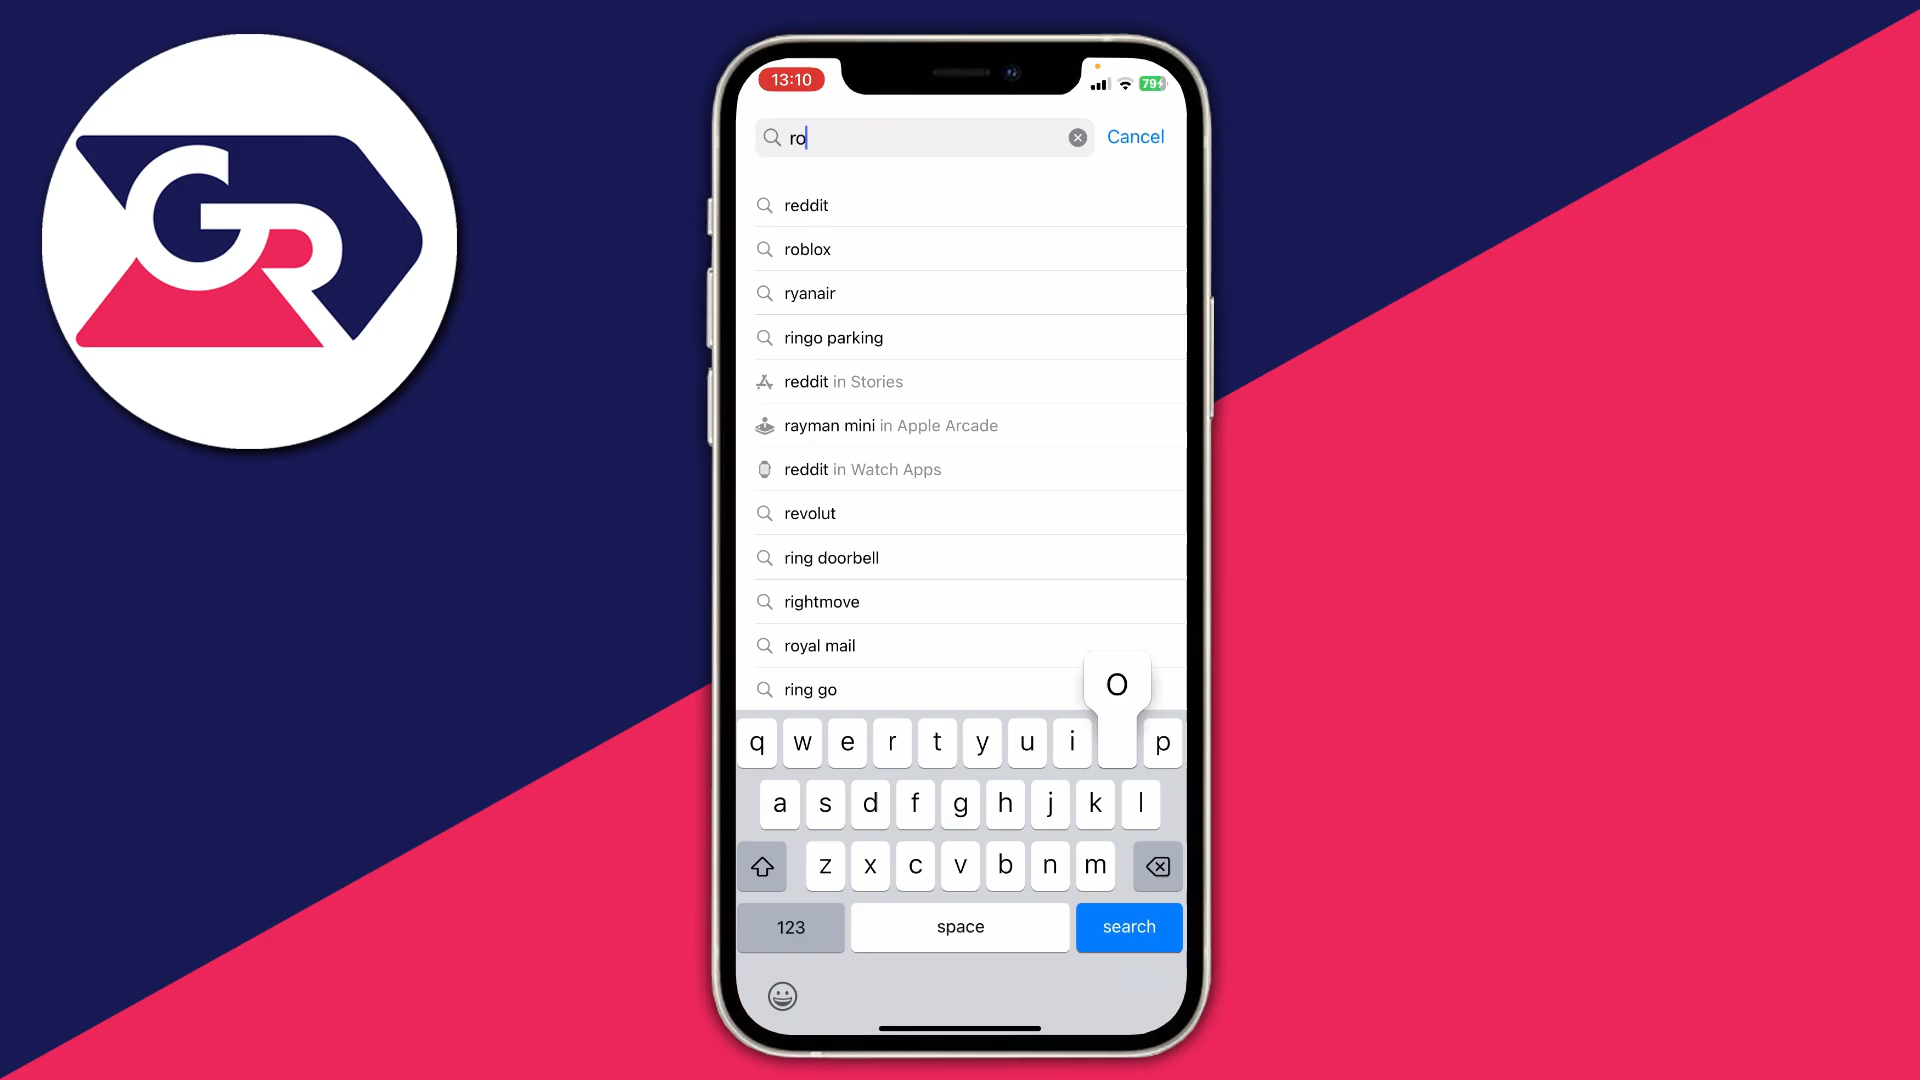 GR
13:10
79
ro
Cancel
reddit
roblox
ryanair
ringo parking
reddit in Stories
rayman mini in Apple Arcade
reddit in Watch Apps
revolut
ring doorbell
rightmove
royal mail
ring go
O
q w e r t y u i p
a s d f g h j k l
z x c v b n m
123 space search